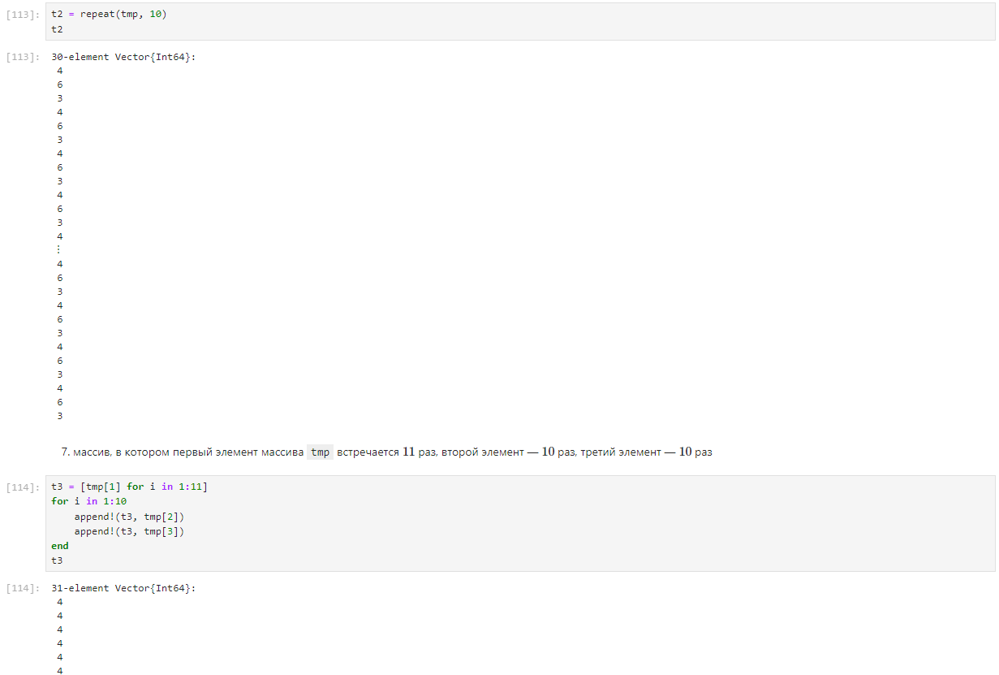 [113]: t2 = repeat(tmp, 10)
t2
[113]: 30-element Vector{Int64}:
4
6
3
4
6
3
4
6
3
4
6
3
4
⋮
4
6
3
4
6
3
4
6
3
4
6
3
7. массив, в котором первый элемент массива tmp встречается 11 раз, второй элемент — 10 раз, третий элемент — 10 раз
[114]: t3 = [tmp[1] for i in 1:11]
for i in 1:10
    append!(t3, tmp[2])
    append!(t3, tmp[3])
end
t3
[114]: 31-element Vector{Int64}:
4
4
4
4
4
4